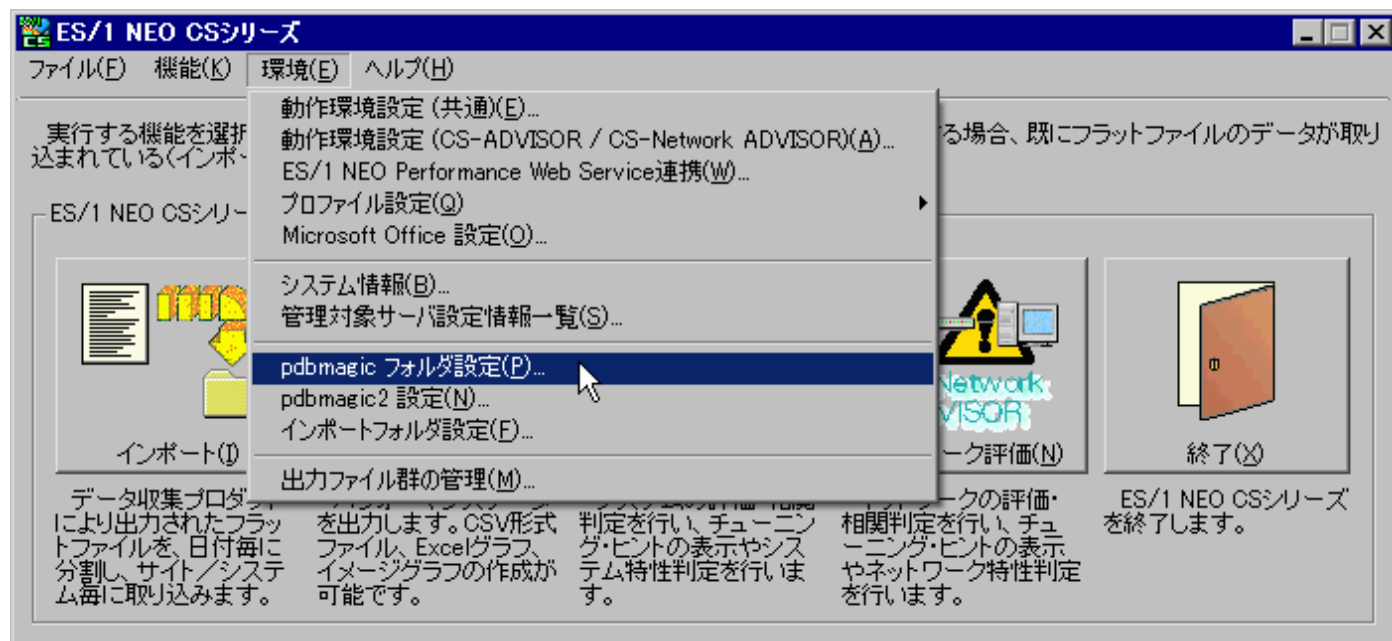 ES/1 NEO CSシリーズ
ファイル(F) 機能(K) 環境(E) ヘルプ(H)
動作環境設定 (共通)(E)...
動作環境設定 (CS-ADVISOR / CS-Network ADVISOR)(A)...
ES/1 NEO Performance Web Service連携(W)...
プロファイル設定(Q)
Microsoft Office 設定(O)...
システム情報(B)...
管理対象サーバ設定情報一覧(S)...
pdbmagic フォルダ設定(P)...
pdbmagic2 設定(N)...
インポートフォルダ設定(F)...
出力ファイル群の管理(M)...
実行する機能を選択
る場合、既にフラットファイルのデータが取り
込まれている(インポー
ES/1 NEO CSシリー
Network
VISOR
インポート(I)
ーク評価(N)
終了(X)
データ収集プロダ
により出力されたフラッ
トファイルを、日付毎に
分割し、サイト/システ
ム毎に取り込みます。
を出力します。CSV形式
ファイル、Excelグラフ、
イメージグラフの作成が
可能です。
判定を行い、チューニン
グ・ヒントの表示やシス
テム特性判定を行いま
す。
ークの評価・
相関判定を行い、チュ
ーニング・ヒントの表示
やネットワーク特性判定
を行います。
ES/1 NEO CSシリーズ
を終了します。